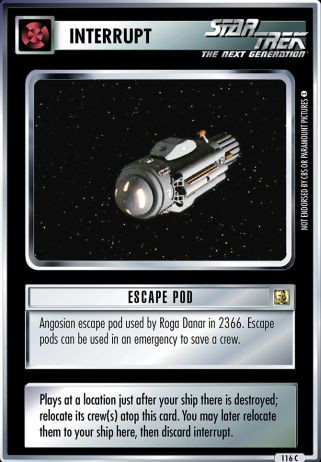 INTERRUPT
STAR TREK
THE NEXT GENERATION
NOT ENDORSED BY CBS OR PARAMOUNT PICTURES
ESCAPE POD
Angosian escape pod used by Roga Danar in 2366. Escape
pods can be used in an emergency to save a crew.
Plays at a location just after your ship there is destroyed;
relocate its crew(s) atop this card. You may later relocate
them to your ship here, then discard interrupt.
116 C